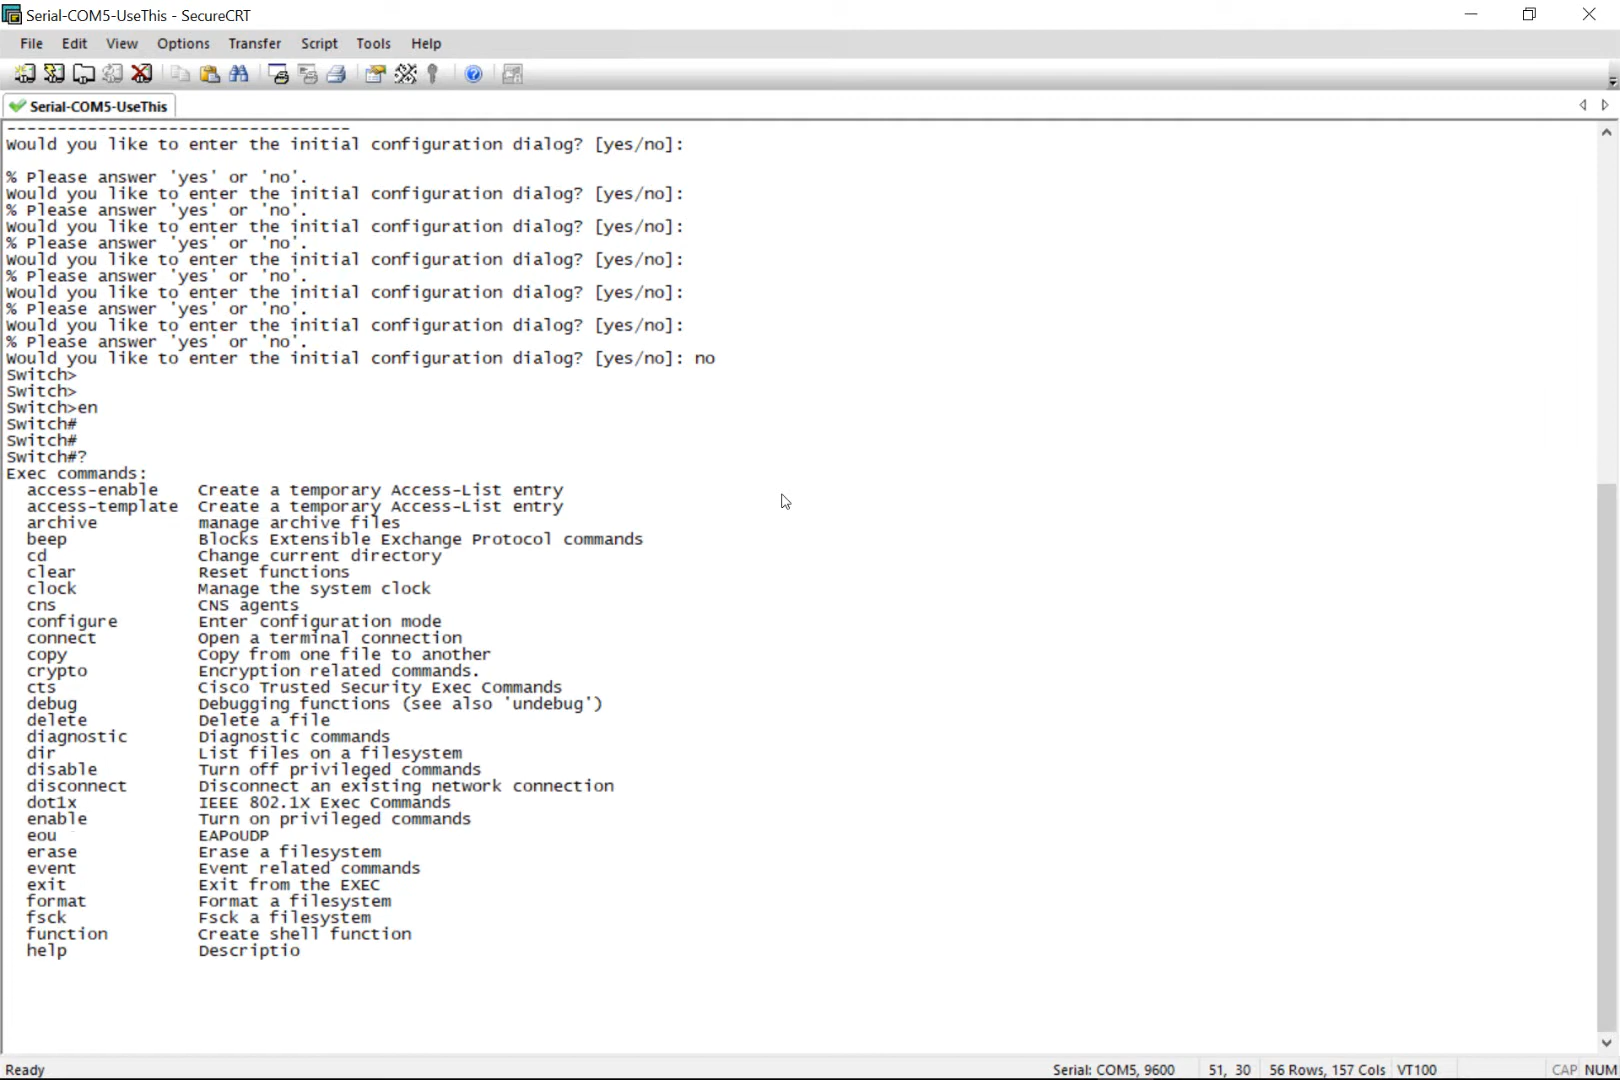 Serial-COM5-UseThis - SecureCRT
File Edit View Options Transfer Script Tools Help
Serial-COM5-UseThis
----------------------------------
Would you like to enter the initial configuration dialog? [yes/no]:
% Please answer 'yes' or 'no'.
Would you like to enter the initial configuration dialog? [yes/no]:
% Please answer 'yes' or 'no'.
Would you like to enter the initial configuration dialog? [yes/no]:
% Please answer 'yes' or 'no'.
Would you like to enter the initial configuration dialog? [yes/no]:
% Please answer 'yes' or 'no'.
Would you like to enter the initial configuration dialog? [yes/no]:
% Please answer 'yes' or 'no'.
Would you like to enter the initial configuration dialog? [yes/no]:
% Please answer 'yes' or 'no'.
Would you like to enter the initial configuration dialog? [yes/no]: no
Switch>
Switch>
Switch>en
Switch#
Switch#
Switch#?
Exec commands:
access-enable Create a temporary Access-List entry
access-template Create a temporary Access-List entry
archive manage archive files
beep Blocks Extensible Exchange Protocol commands
cd Change current directory
clear Reset functions
clock Manage the system clock
cns CNS agents
configure Enter configuration mode
connect Open a terminal connection
copy Copy from one file to another
crypto Encryption related commands.
cts Cisco Trusted Security Exec Commands
debug Debugging functions (see also 'undebug')
delete Delete a file
diagnostic Diagnostic commands
dir List files on a filesystem
disable Turn off privileged commands
disconnect Disconnect an existing network connection
dot1x IEEE 802.1X Exec Commands
enable Turn on privileged commands
eou EAPoUDP
erase Erase a filesystem
event Event related commands
exit Exit from the EXEC
format Format a filesystem
fsck Fsck a filesystem
function Create shell function
help Descriptio
Ready Serial: COM5, 9600 51, 30 56 Rows, 157 Cols VT100 CAP NUM